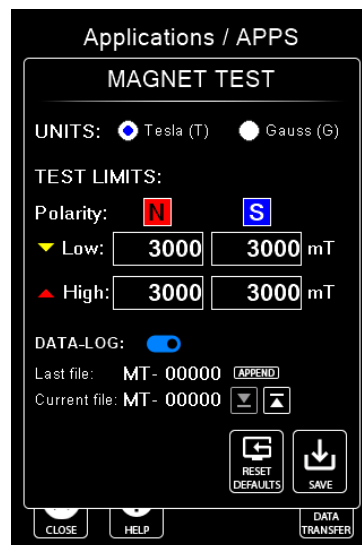 Applications / APPS
MAGNET TEST
UNITS: Tesla (T) Gauss (G)
TEST LIMITS:
Polarity: N S
Low: 3000 3000 mT
High: 3000 3000 mT
DATA-LOG:
Last file: MT- 00000 APPEND
Current file: MT- 00000
RESET
DEFAULTS
SAVE
CLOSE
HELP
DATA
TRANSFER